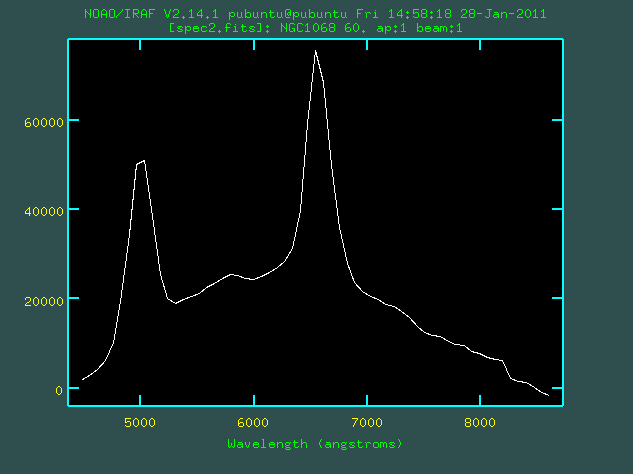 NOAO/IRAF V2.14.1 pubuntu@pubuntu Fri 14:58:18 28-Jan-2011
[spec2.fits]: NGC1068 60. ap:1 beam:1
60000
40000
20000
0
5000 6000 7000 8000
Wavelength (angstroms)